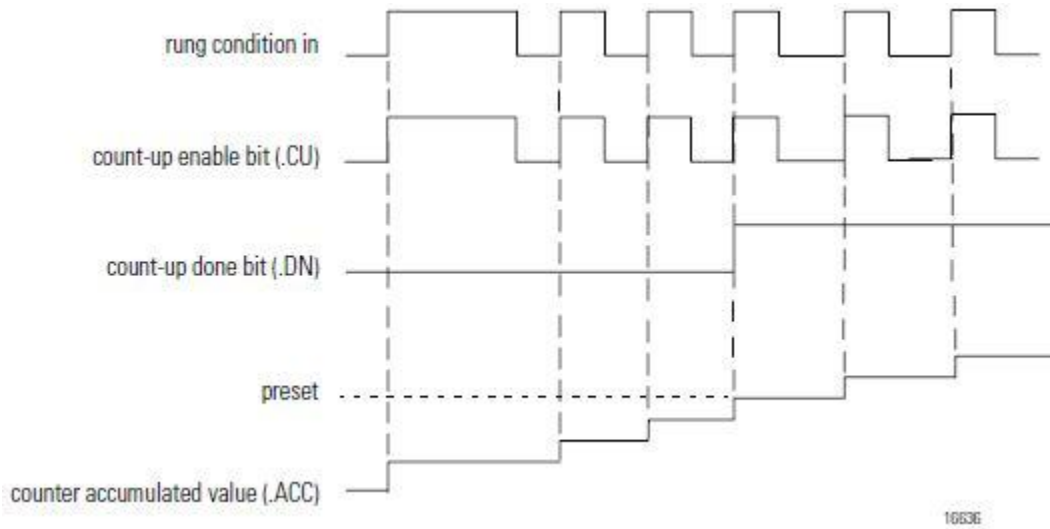 rung condition in
count-up enable bit (.CU)
count-up done bit (.DN)
preset
counter accumulated value (.ACC)
16636